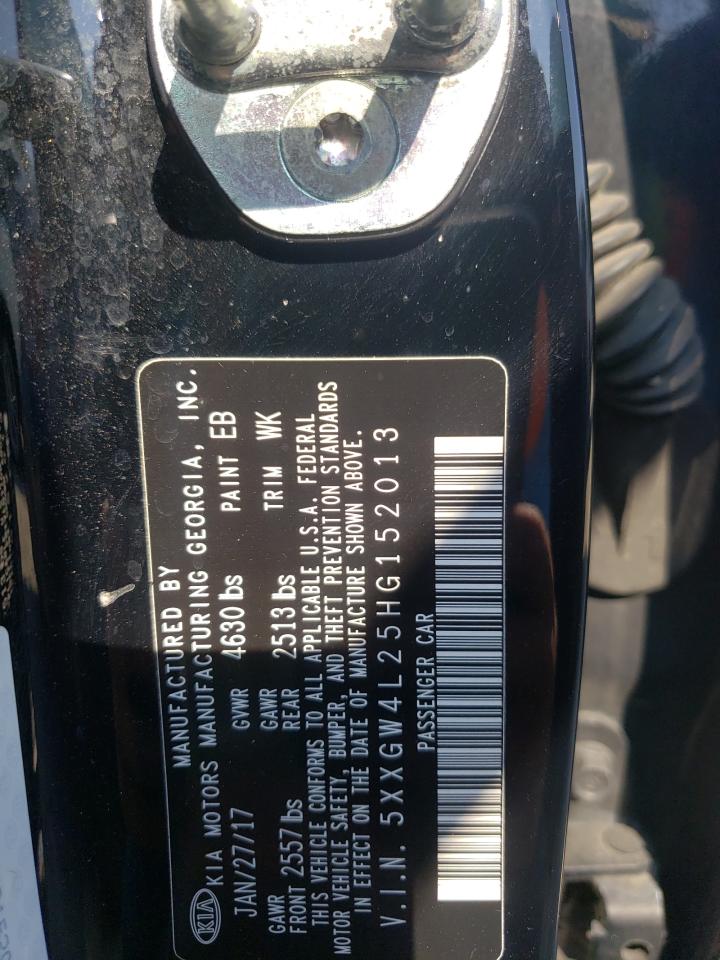 MANUFACTURED BY
KIA KIA MOTORS MANUFACTURING GEORGIA, INC.
JAN/27/17 GVWR 4630 lbs PAINT EB
GAWR FRONT 2557 lbs GAWR REAR 2513 lbs TRIM WK
THIS VEHICLE CONFORMS TO ALL APPLICABLE U.S.A. FEDERAL
MOTOR VEHICLE SAFETY, BUMPER, AND THEFT PREVENTION STANDARDS
IN EFFECT ON THE DATE OF MANUFACTURE SHOWN ABOVE.
V.I.N. 5XXGW4L25HG152013
PASSENGER CAR